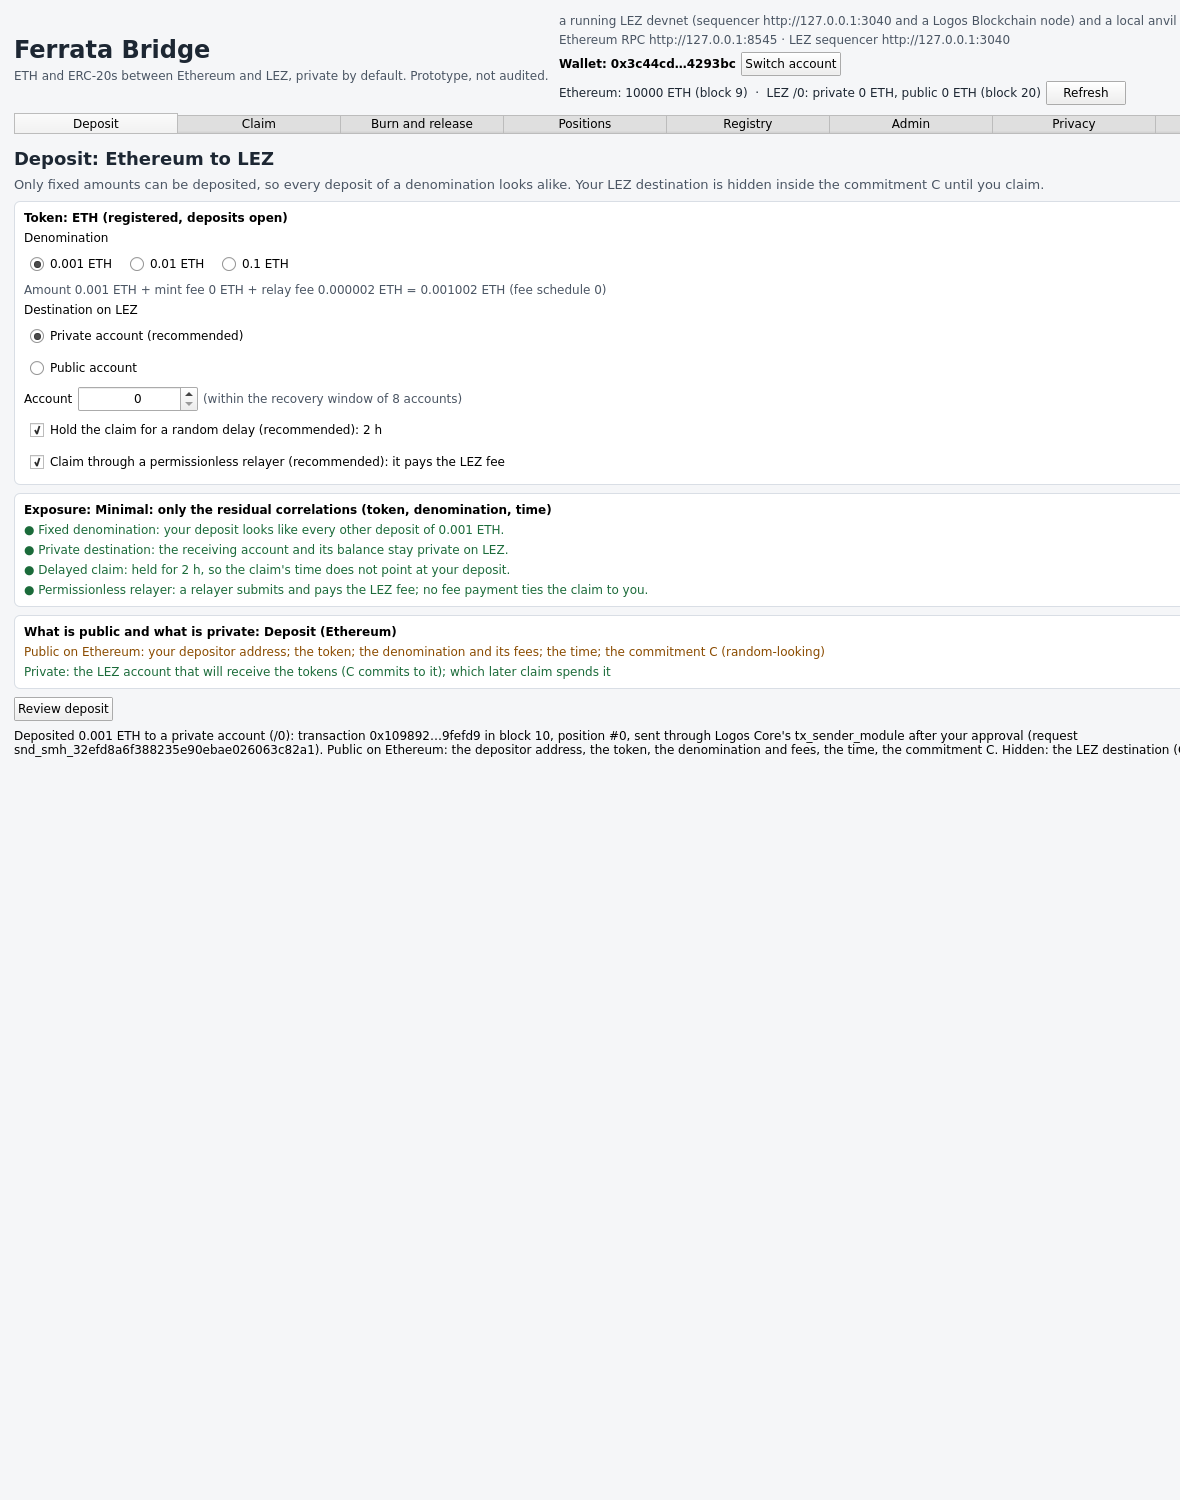 Ferrata Bridge
ETH and ERC-20s between Ethereum and LEZ, private by default. Prototype, not audited.
a running LEZ devnet (sequencer http://127.0.0.1:3040 and a Logos Blockchain node) and a local anvil
Ethereum RPC http://127.0.0.1:8545 · LEZ sequencer http://127.0.0.1:3040
Wallet: 0x3c44cd…4293bc Switch account
Ethereum: 10000 ETH (block 9) · LEZ /0: private 0 ETH, public 0 ETH (block 20) Refresh
Deposit Claim Burn and release Positions Registry Admin Privacy
Deposit: Ethereum to LEZ
Only fixed amounts can be deposited, so every deposit of a denomination looks alike. Your LEZ destination is hidden inside the commitment C until you claim.
Token: ETH (registered, deposits open)
Denomination
0.001 ETH 0.01 ETH 0.1 ETH
Amount 0.001 ETH + mint fee 0 ETH + relay fee 0.000002 ETH = 0.001002 ETH (fee schedule 0)
Destination on LEZ
Private account (recommended)
Public account
Account 0 (within the recovery window of 8 accounts)
Hold the claim for a random delay (recommended): 2 h
Claim through a permissionless relayer (recommended): it pays the LEZ fee
Exposure: Minimal: only the residual correlations (token, denomination, time)
● Fixed denomination: your deposit looks like every other deposit of 0.001 ETH.
● Private destination: the receiving account and its balance stay private on LEZ.
● Delayed claim: held for 2 h, so the claim's time does not point at your deposit.
● Permissionless relayer: a relayer submits and pays the LEZ fee; no fee payment ties the claim to you.
What is public and what is private: Deposit (Ethereum)
Public on Ethereum: your depositor address; the token; the denomination and its fees; the time; the commitment C (random-looking)
Private: the LEZ account that will receive the tokens (C commits to it); which later claim spends it
Review deposit
Deposited 0.001 ETH to a private account (/0): transaction 0x109892…9fefd9 in block 10, position #0, sent through Logos Core's tx_sender_module after your approval (request
snd_smh_32efd8a6f388235e90ebae026063c82a1). Public on Ethereum: the depositor address, the token, the denomination and fees, the time, the commitment C. Hidden: the LEZ destination